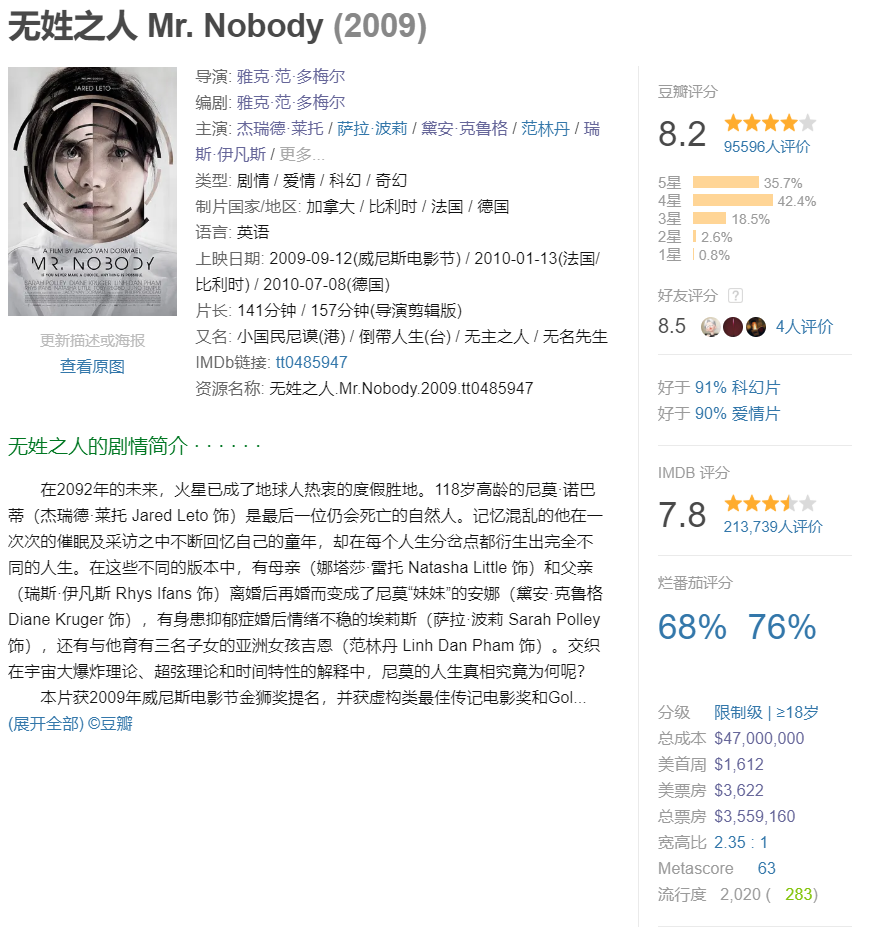 无姓之人 Mr. Nobody (2009)
JARED LETO
A FILM BY JACO VAN DORMAEL
MR. NOBODY
更新描述或海报
查看原图
导演: 雅克·范·多梅尔
编剧: 雅克·范·多梅尔
主演: 杰瑞德·莱托 / 萨拉·波莉 / 黛安·克鲁格 / 范林丹 / 瑞
斯·伊凡斯 / 更多...
类型: 剧情 / 爱情 / 科幻 / 奇幻
制片国家/地区: 加拿大 / 比利时 / 法国 / 德国
语言: 英语
上映日期: 2009-09-12(威尼斯电影节) / 2010-01-13(法国/
比利时) / 2010-07-08(德国)
片长: 141分钟 / 157分钟(导演剪辑版)
又名: 小国民尼谟(港) / 倒帶人生(台) / 无主之人 / 无名先生
IMDb链接: tt0485947
资源名称: 无姓之人.Mr.Nobody.2009.tt0485947
无姓之人的剧情简介 · · · · · ·
在2092年的未来，火星已成了地球人热衷的度假胜地。118岁高龄的尼莫·诺巴
蒂（杰瑞德·莱托 Jared Leto 饰）是最后一位仍会死亡的自然人。记忆混乱的他在一
次次的催眠及采访之中不断回忆自己的童年，却在每个人生分岔点都衍生出完全不
同的人生。在这些不同的版本中，有母亲（娜塔莎·雷托 Natasha Little 饰）和父亲
（瑞斯·伊凡斯 Rhys Ifans 饰）离婚后再婚而变成了尼莫“妹妹”的安娜（黛安·克鲁格
Diane Kruger 饰），有身患抑郁症婚后情绪不稳的埃莉斯（萨拉·波莉 Sarah Polley
饰），还有与他育有三名子女的亚洲女孩吉恩（范林丹 Linh Dan Pham 饰）。交织
在宇宙大爆炸理论、超弦理论和时间特性的解释中，尼莫的人生真相究竟为何呢？
本片获2009年威尼斯电影节金狮奖提名，并获虚构类最佳传记电影奖和Gol...
(展开全部) ©豆瓣
豆瓣评分
8.2
95596人评价
5星 35.7%
4星 42.4%
3星 18.5%
2星 2.6%
1星 0.8%
好友评分 ?
8.5 4人评价
好于 91% 科幻片
好于 90% 爱情片
IMDB 评分
7.8
213,739人评价
烂番茄评分
68% 76%
分级 限制级 | ≥18岁
总成本 $47,000,000
美首周 $1,612
美票房 $3,622
总票房 $3,559,160
宽高比 2.35 : 1
Metascore 63
流行度 2,020 ( 283)